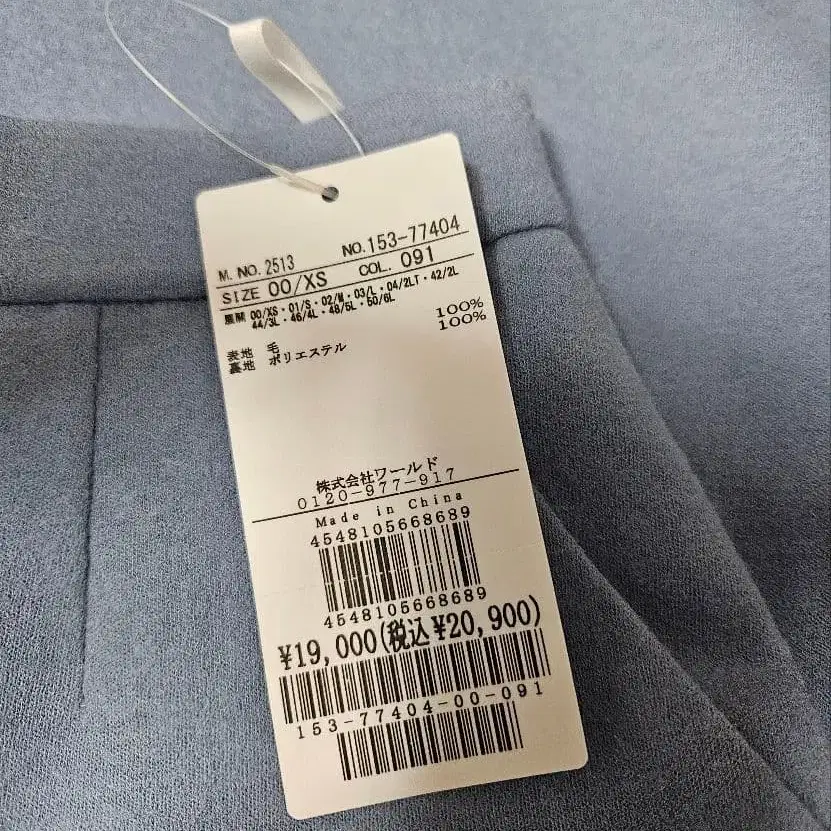 M. NO. 2513 NO. 153-77404
SIZE 00/XS COL. 091
展開 00/XS・01/S・02/M・03/L・04/2LT・42/2L
44/3L・46/4L・48/5L・50/6L
表地 毛 100%
裏地 ポリエステル 100%
株式会社ワールド
0120-977-917
Made in China
4548105668689
4548105668689
¥19,000(税込¥20,900)
153-77404-00-091